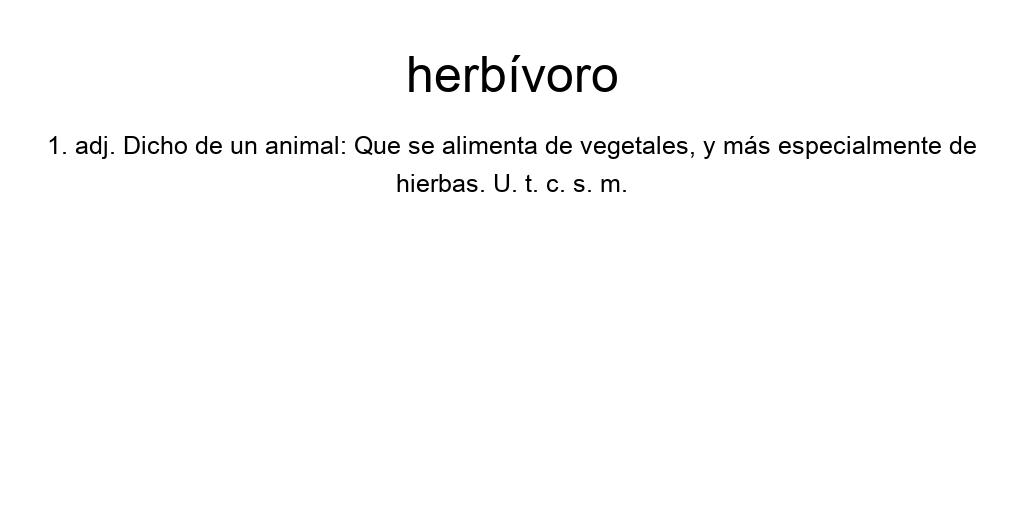 herbívoro
1. adj. Dicho de un animal: Que se alimenta de vegetales, y más especialmente de
hierbas. U. t. c. s. m.